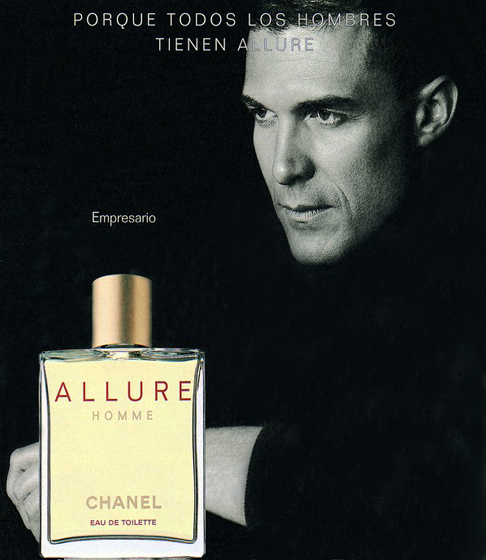 PORQUE TODOS LOS HOMBRES
TIENEN ALLURE
Empresario
ALLURE
HOMME
CHANEL
EAU DE TOILETTE